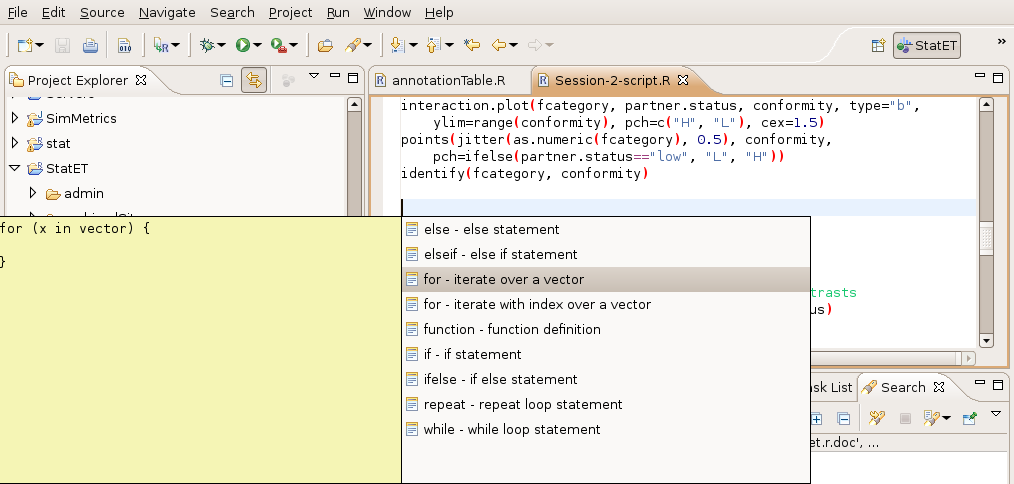 File Edit Source Navigate Search Project Run Window Help
StatET
Project Explorer
annotationTable.R
Session-2-script.R
SimMetrics
stat
StatET
admin
interaction.plot(fcategory, partner.status, conformity, type="b",
ylim=range(conformity), pch=c("H", "L"), cex=1.5)
points(jitter(as.numeric(fcategory), 0.5), conformity,
pch=ifelse(partner.status=="low", "L", "H"))
identify(fcategory, conformity)
for (x in vector) {
}
else - else statement
elseif - else if statement
for - iterate over a vector
for - iterate with index over a vector
function - function definition
if - if statement
ifelse - if else statement
repeat - repeat loop statement
while - while loop statement
trasts
us)
sk List
Search
et.r.doc', ...